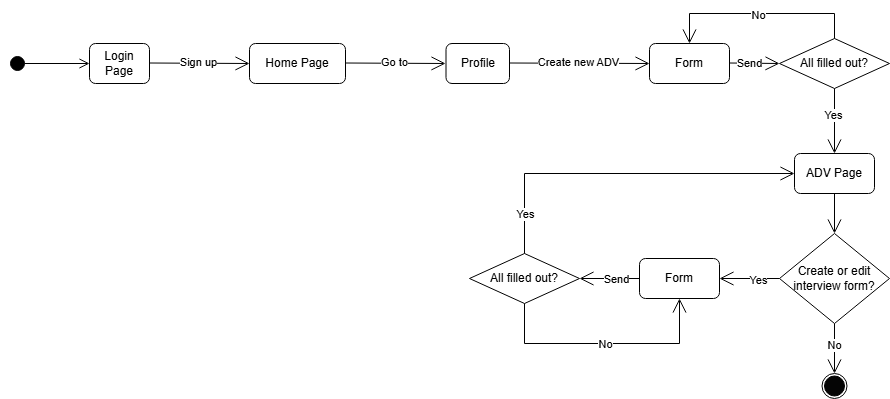 No
Login
Page
Sign up
Home Page
Go to
Profile
Create new ADV
Form
Send
All filled out?
Yes
ADV Page
Yes
All filled out?
Send
Form
Yes
Create or edit
interview form?
No
No